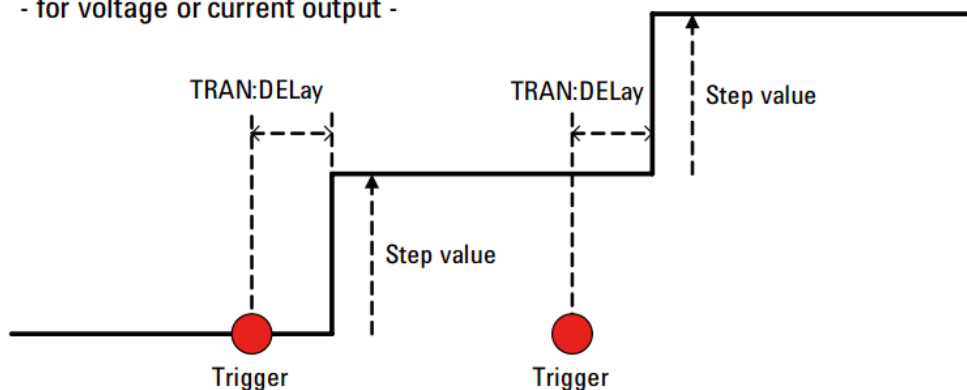 - for voltage or current output -
TRAN:DELay
TRAN:DELay
Step value
Step value
Trigger
Trigger